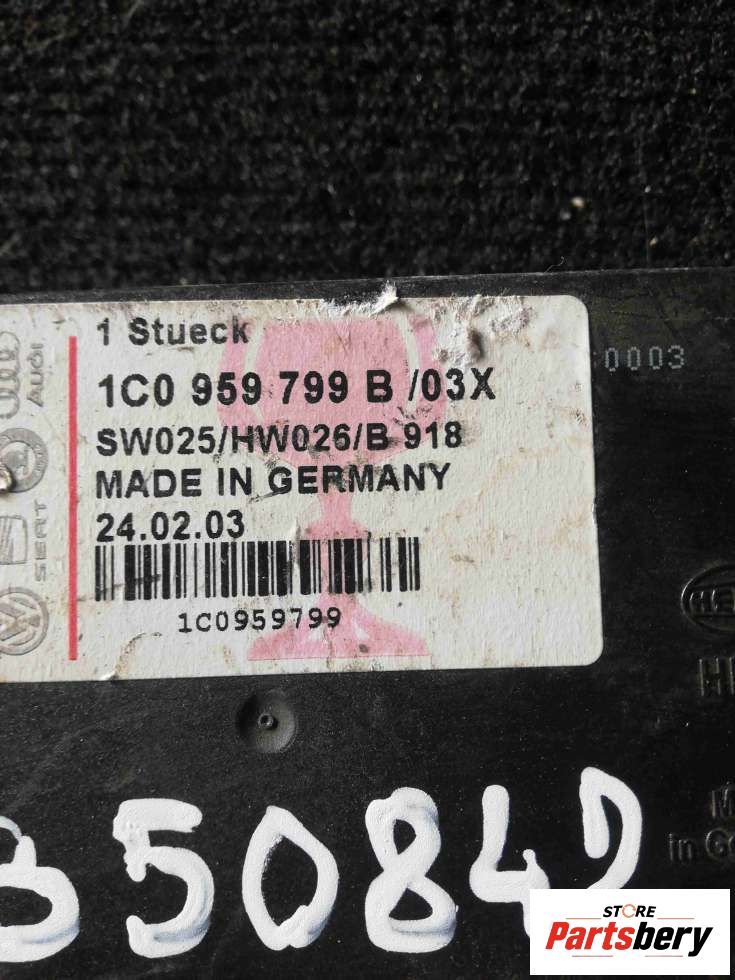 1 Stueck
0003
Audi
1C0 959 799 B /03X
SW025/HW026/B 918
MADE IN GERMANY
SEAT
24.02.03
1C0959799
STORE
Partsbery